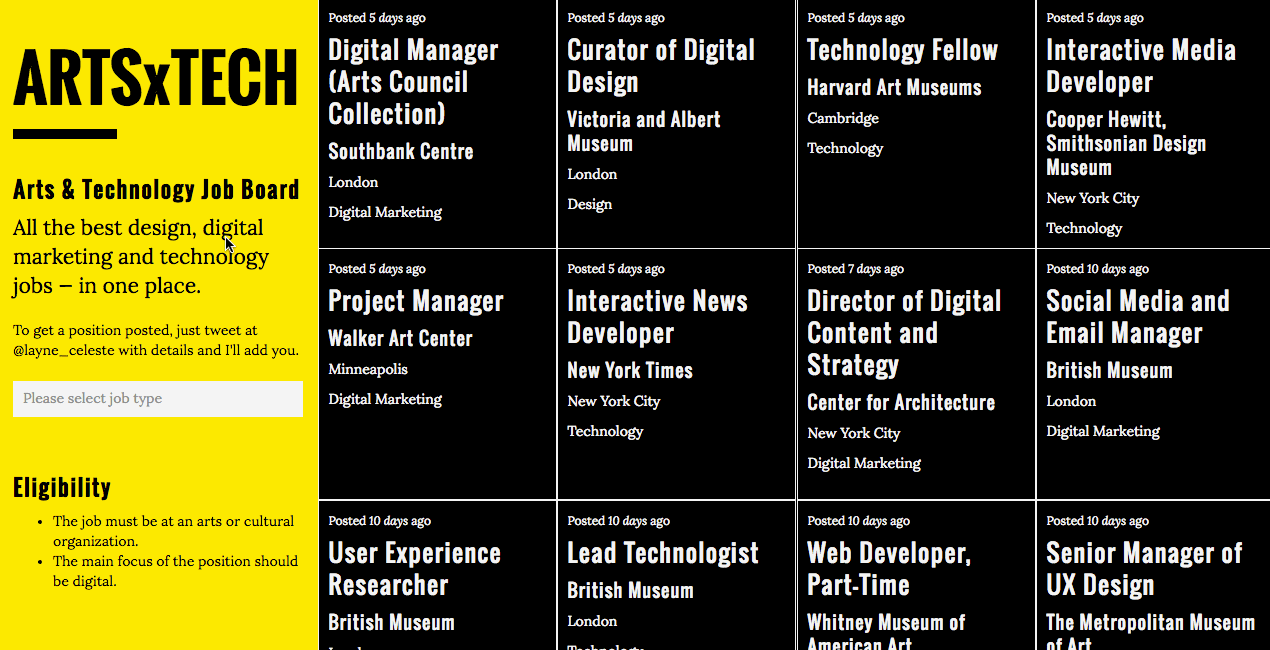 ARTSxTECH
Arts & Technology Job Board
All the best design, digital
marketing and technology
jobs — in one place.
To get a position posted, just tweet at
@layne_celeste with details and I'll add you.
Please select job type
Eligibility
• The job must be at an arts or cultural
organization.
• The main focus of the position should
be digital.
Posted 5 days ago
Digital Manager
(Arts Council
Collection)
Southbank Centre
London
Digital Marketing
Posted 5 days ago
Curator of Digital
Design
Victoria and Albert
Museum
London
Design
Posted 5 days ago
Technology Fellow
Harvard Art Museums
Cambridge
Technology
Posted 5 days ago
Interactive Media
Developer
Cooper Hewitt,
Smithsonian Design
Museum
New York City
Technology
Posted 5 days ago
Project Manager
Walker Art Center
Minneapolis
Digital Marketing
Posted 5 days ago
Interactive News
Developer
New York Times
New York City
Technology
Posted 7 days ago
Director of Digital
Content and
Strategy
Center for Architecture
New York City
Digital Marketing
Posted 10 days ago
Social Media and
Email Manager
British Museum
London
Digital Marketing
Posted 10 days ago
User Experience
Researcher
British Museum
Posted 10 days ago
Lead Technologist
British Museum
London
Technology
Posted 10 days ago
Web Developer,
Part-Time
Whitney Museum of
American Art
Posted 10 days ago
Senior Manager of
UX Design
The Metropolitan Museum
of Art